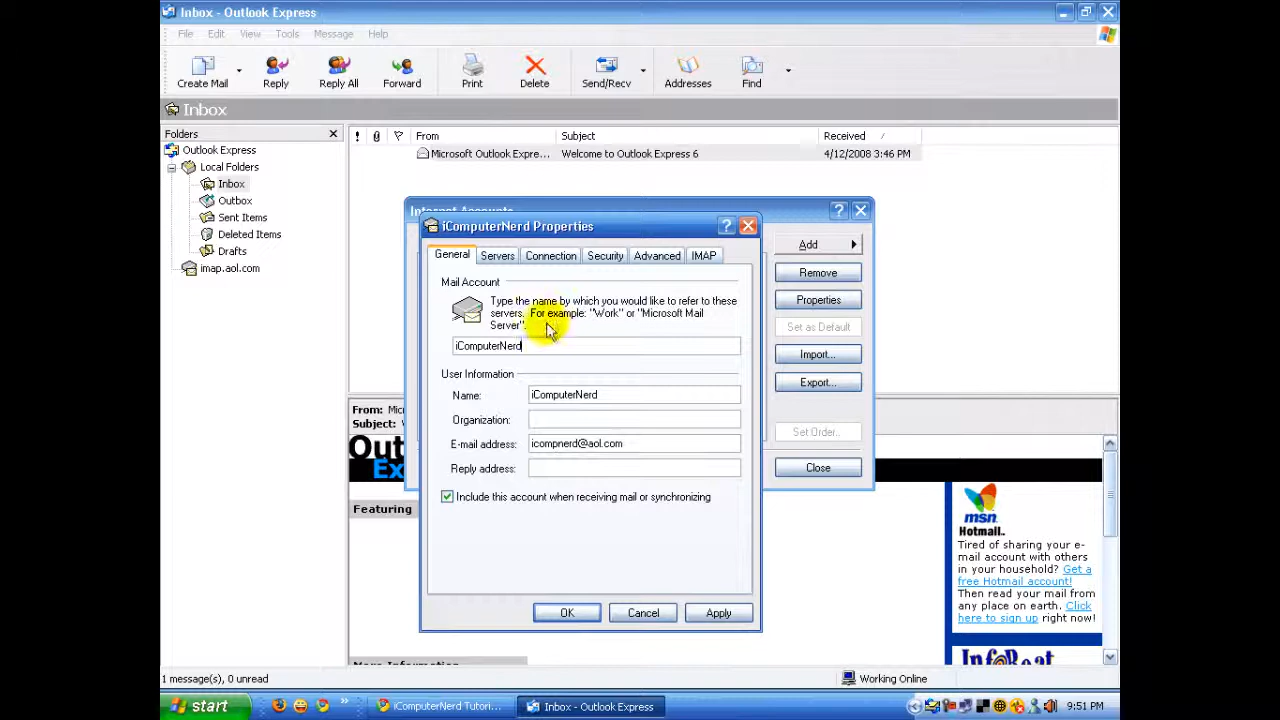 Inbox - Outlook Express
File Edit View Tools Message Help
Create Mail Reply Reply All Forward Print Delete Send/Recv Addresses Find
Inbox
Folders
Outlook Express
Local Folders
Inbox
Outbox
Sent Items
Deleted Items
Drafts
imap.aol.com
! From Subject Received
Microsoft Outlook Expre... Welcome to Outlook Express 6 4/12/2008 3:46 PM
Internet Accounts
iComputerNerd Properties
General Servers Connection Security Advanced IMAP
Mail Account
Type the name by which you would like to refer to these
servers. For example: "Work" or "Microsoft Mail
Server".
iComputerNerd
User Information
Name: iComputerNerd
Organization:
E-mail address: icompnerd@aol.com
Reply address:
Include this account when receiving mail or synchronizing
OK Cancel Apply
Add
Remove
Properties
Set as Default
Import...
Export...
Set Order...
Close
From: Mic
Subject:
Out
Ex
Featuring
More Information
msn
Hotmail.
Tired of sharing your e-
mail account with others
in your household? Get a
free Hotmail account!
Then read your mail from
any place on earth. Click
here to sign up right now!
InfoBeat
1 message(s), 0 unread Working Online
start iComputerNerd Tutori... Inbox - Outlook Express 9:51 PM